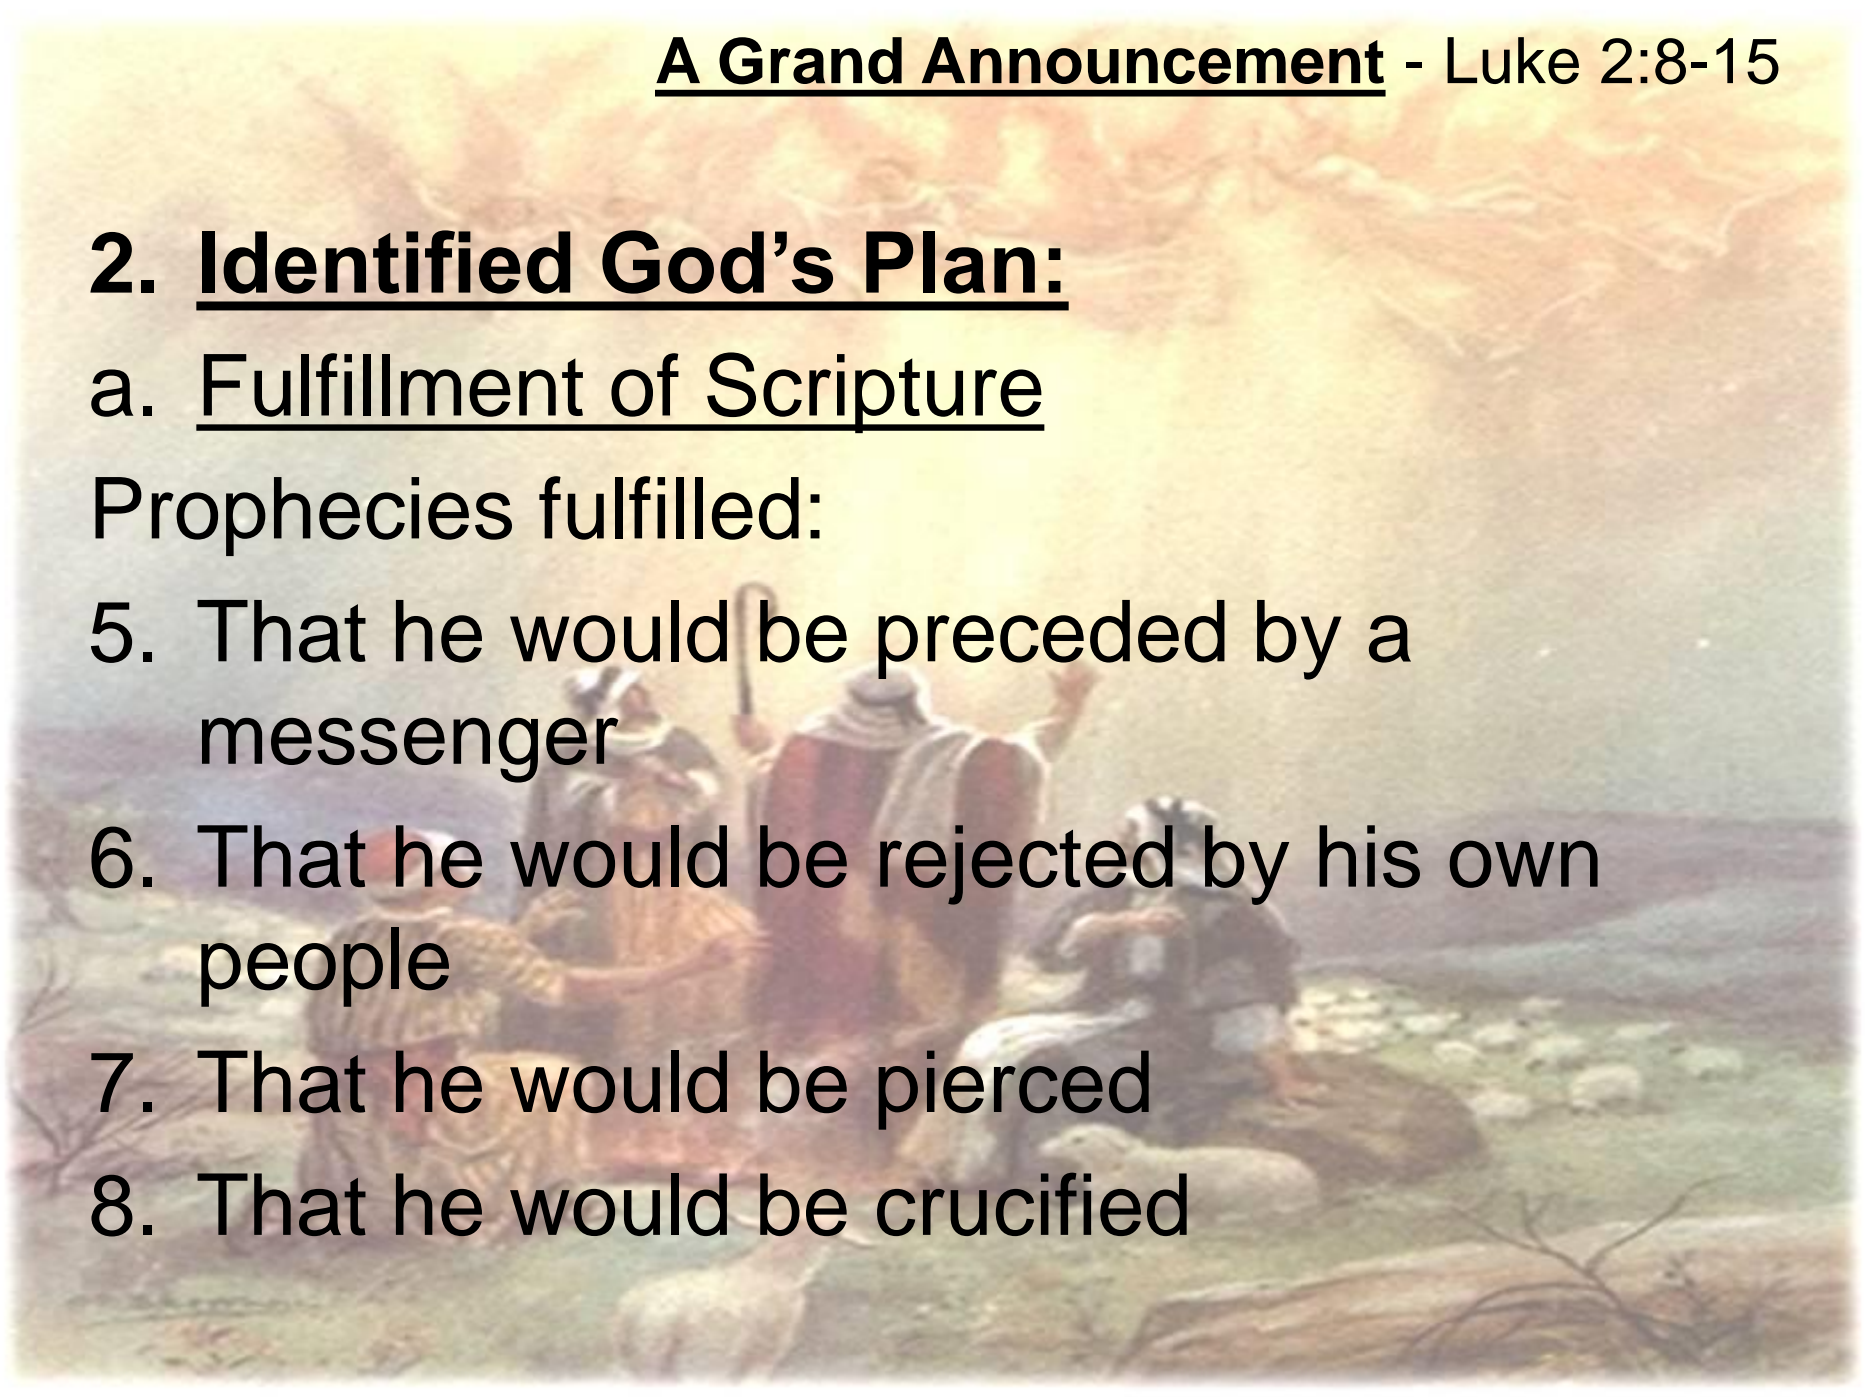 A Grand Announcement - Luke 2:8-15
2. Identified God’s Plan:
a. Fulfillment of Scripture
Prophecies fulfilled:
5. That he would be preceded by a
messenger
6. That he would be rejected by his own
people
7. That he would be pierced
8. That he would be crucified